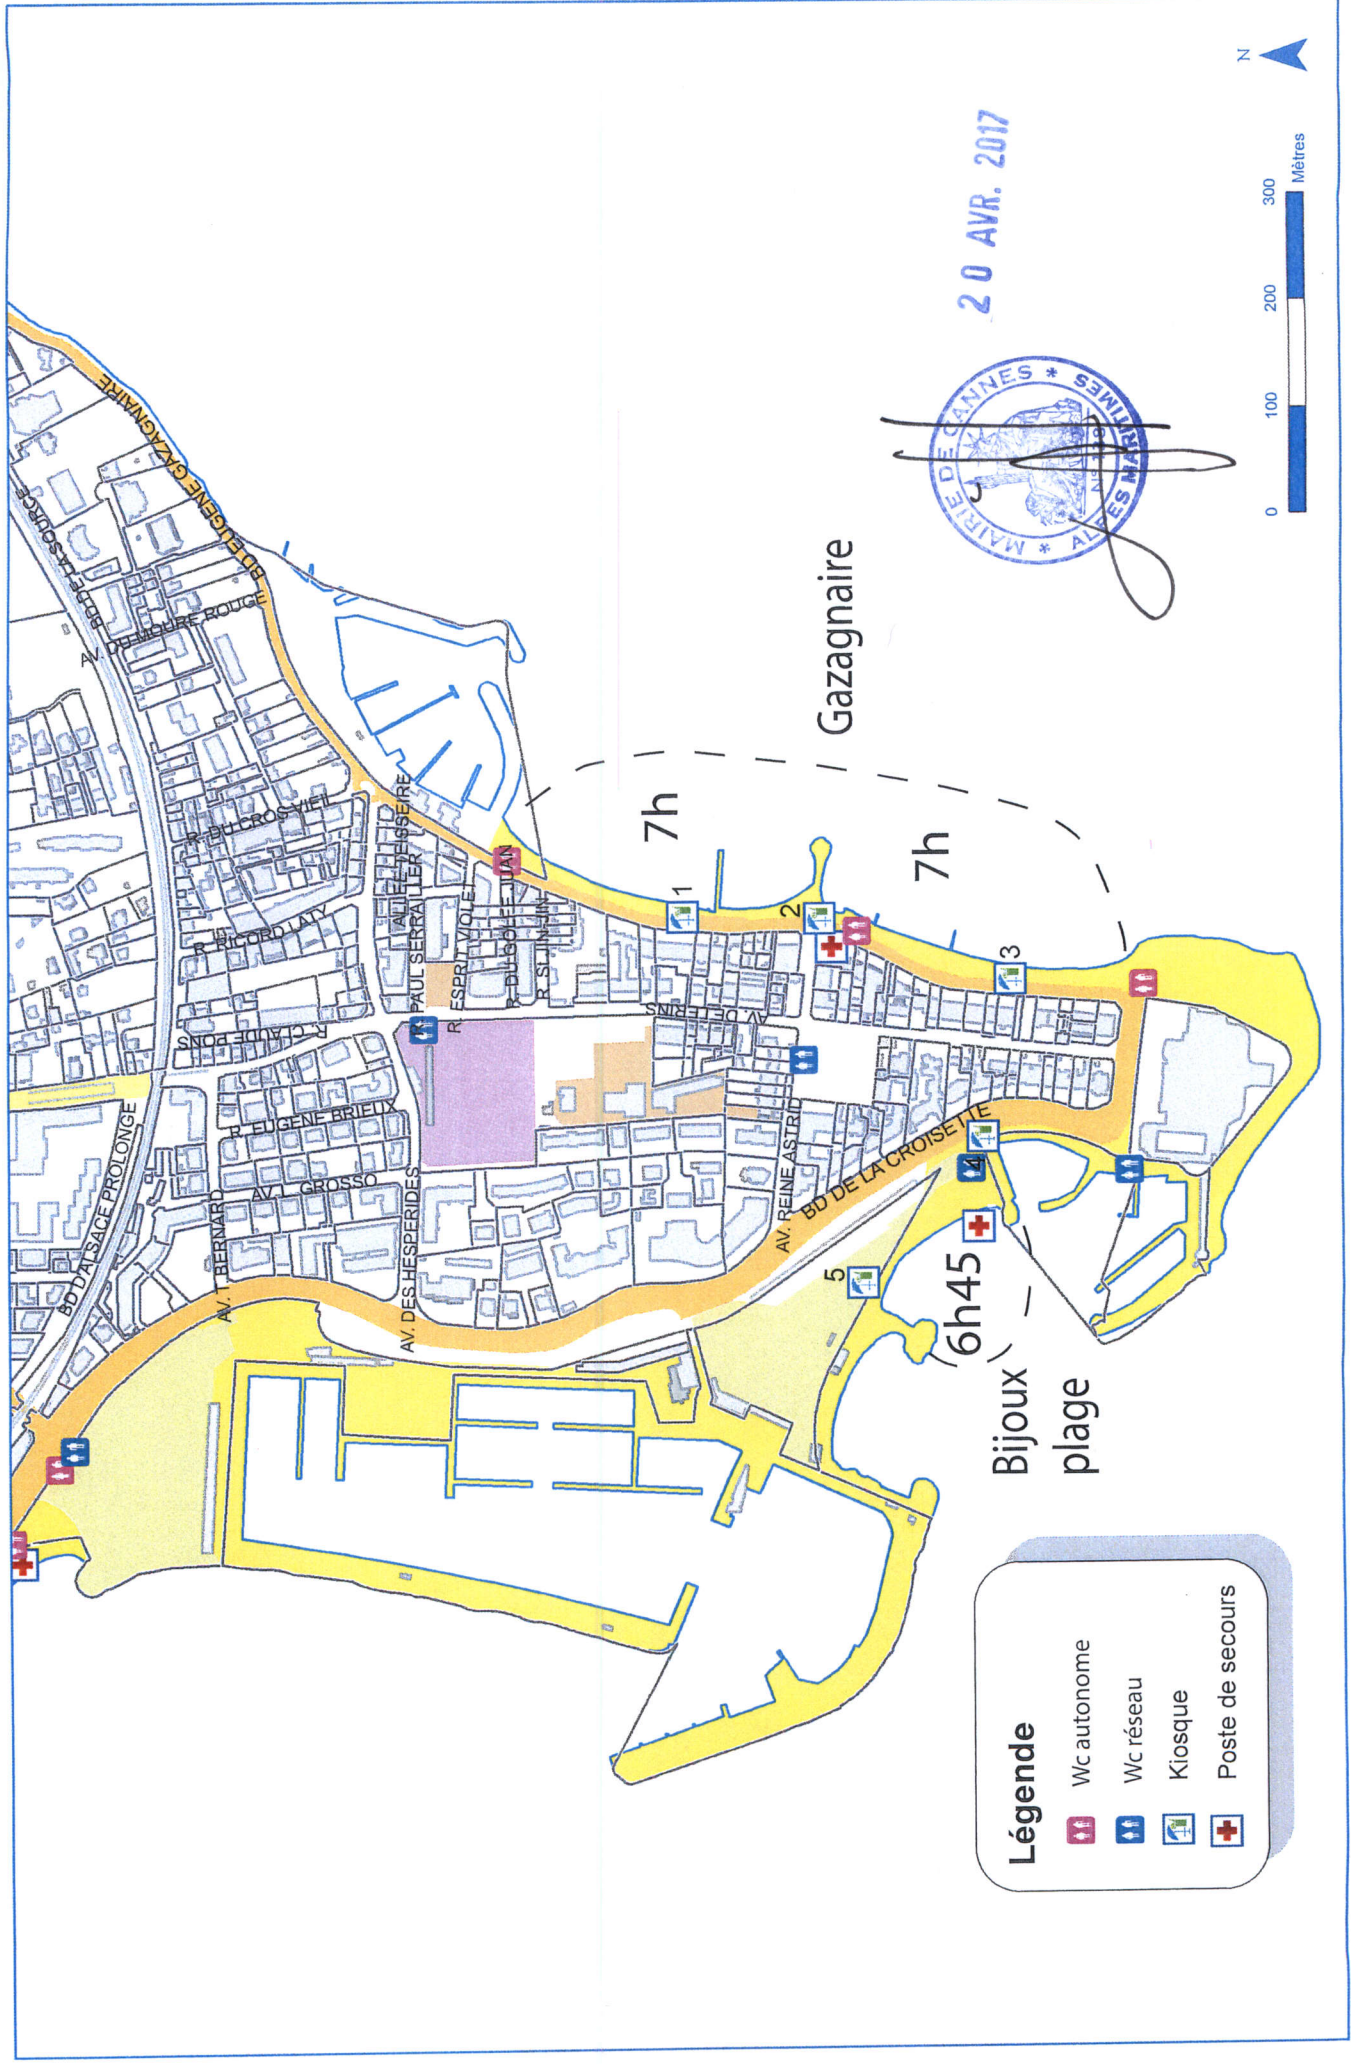 BD EUGENE GAZAGNAIRE
BD DE LA SOURCE
AV. DU MOURE ROUGE
R. DU CROS VIEIL
R. RICORD LATY
R. CLAUDE PONS
R. PAUL SERRAILLER
R. ESPRIT VIOLET
R. DU GOLFE JUAN
AV. DE LERINS
BD D'ALSACE PROLONGE
R. EUGENE BRIEUX
AV. L. GROSSO
AV. T BERNARD
AV. DES HESPERIDES
AV. REINE ASTRID
BD DE LA CROISETTE
1
2
3
4
5
7h
7h
Gazagnaire
6h45
Bijoux
plage
Légende
Wc autonome
Wc réseau
Kiosque
Poste de secours
20 AVR. 2017
MAIRIE DE CANNES * ALPES MARITIMES *
0 100 200 300
Mètres
N